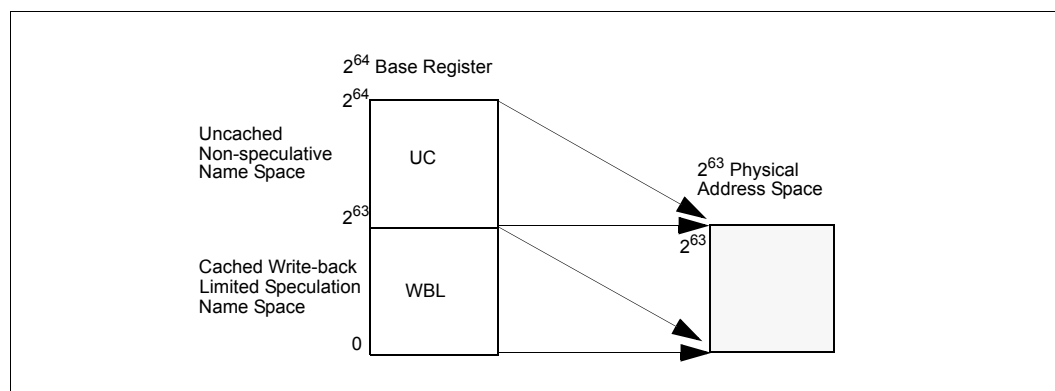 2^64 Base Register
2^64
Uncached
Non-speculative
Name Space
UC
2^63 Physical
Address Space
2^63
2^63
Cached Write-back
Limited Speculation
Name Space
WBL
0